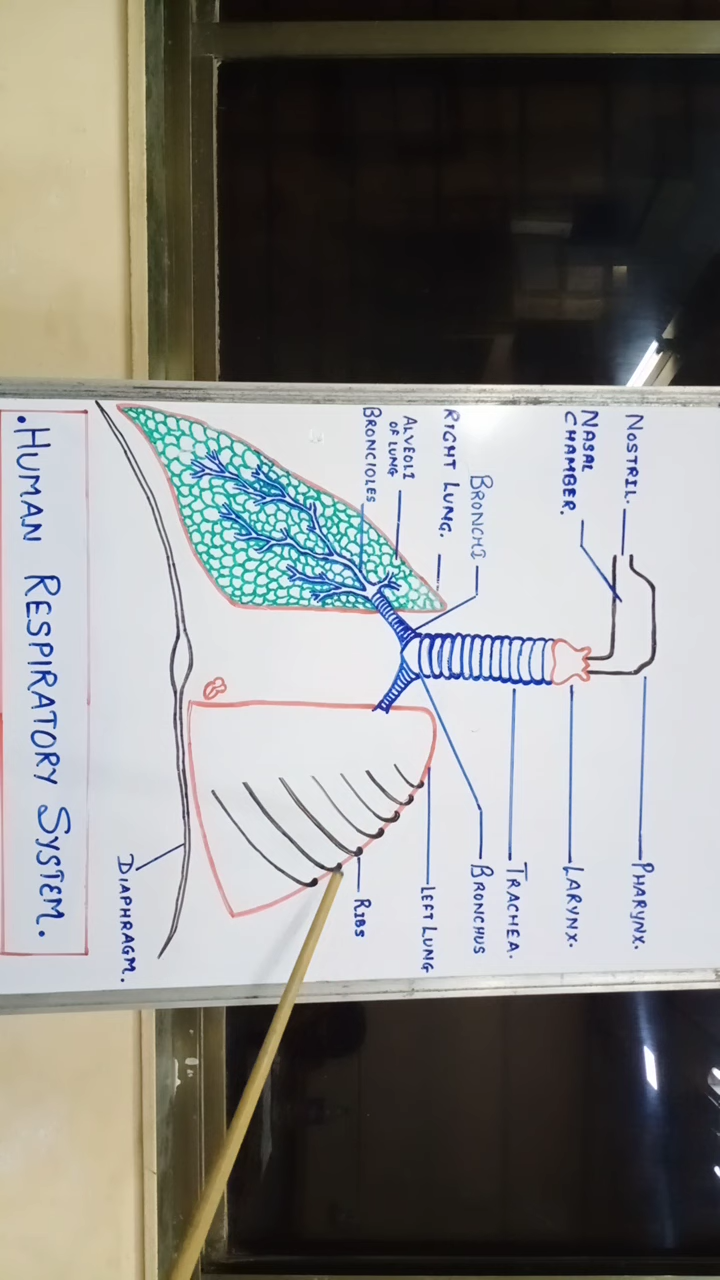 NOSTRIL.
NASAL
CHAMBER.
BRONCHI
RIGHT LUNG.
ALVEOLI
OF LUNG
BRONCIOLES
PHARYNX.
LARYNX.
TRACHEA.
BRONCHUS
LEFT LUNG
RIBS
DIAPHRAGM.
.HUMAN RESPIRATORY SYSTEM.